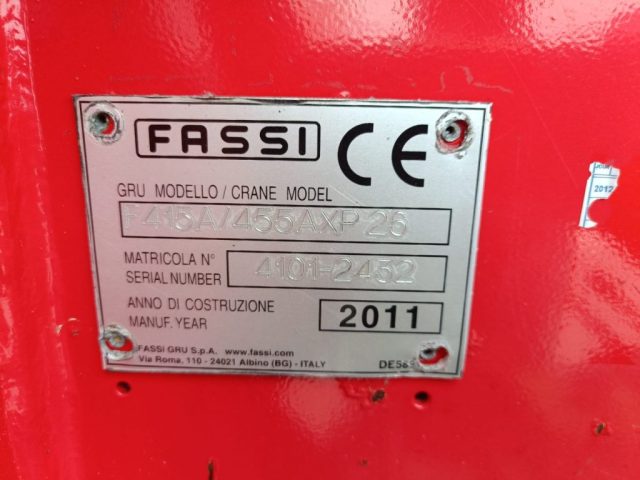 FASSI CE
GRU MODELLO / CRANE MODEL
F415A/455AXP 26
MATRICOLA N°
SERIAL NUMBER
4101-2452
ANNO DI COSTRUZIONE
MANUF. YEAR
2011
FASSI GRU S.p.A. www.fassi.com
Via Roma, 110 - 24021 Albino (BG) - ITALY
2012